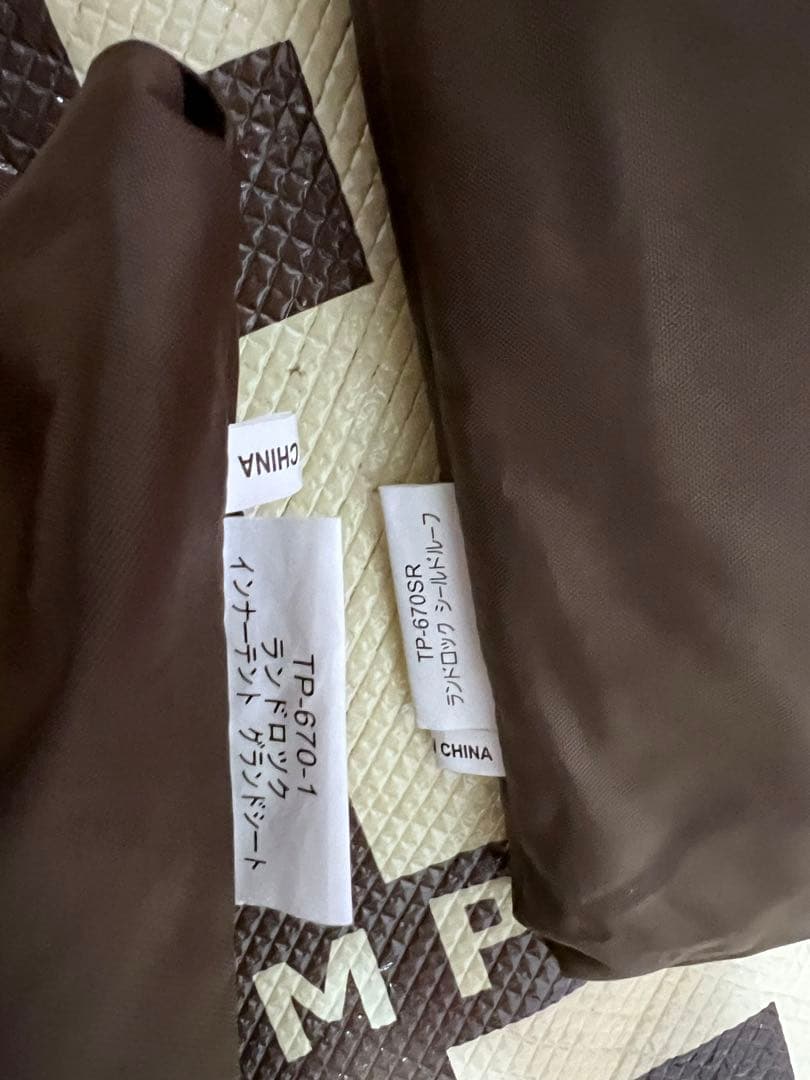 CHINA
TP-670-1
ランドロック
インナーテント グランドシート
TP-670SR
ランドロック シールドルーフ
CHINA
MP